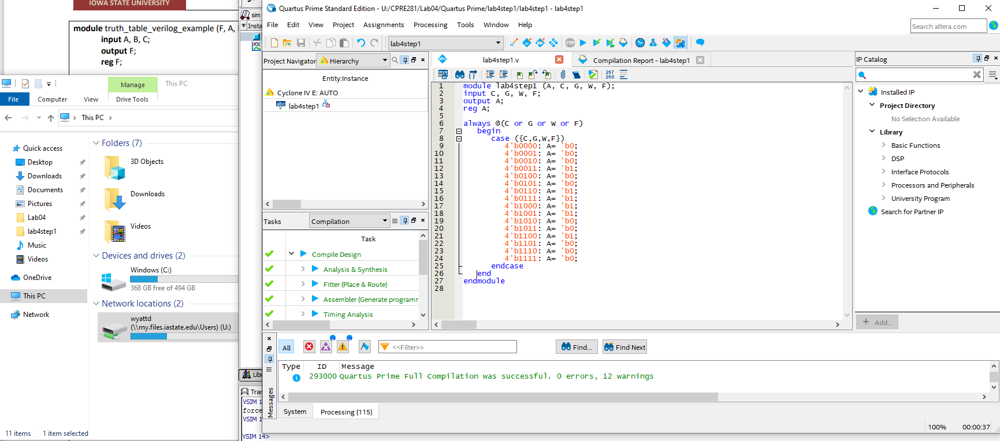 IOWA STATE UNIVERSITY
module truth_table_verilog_example (F, A,
input A, B, C;
output F;
reg F;
Manage
This PC
File
Computer
View
Drive Tools
This PC
Quick access
Desktop
Downloads
Documents
Pictures
Lab04
lab4step1
Music
Videos
OneDrive
This PC
Network
Folders (7)
3D Objects
Downloads
Videos
Devices and drives (2)
Windows (C:)
368 GB free of 494 GB
Network locations (2)
wyattd
(\\my.files.iastate.edu\Users) (U:)
11 items
1 item selected
sim
Insta
Libr
Tran
VSIM 1
force
VSIM 1
VSIM 14>
Quartus Prime Standard Edition - U:/CPRE281/Lab04/Quartus Prime/lab4step1/lab4step1 - lab4step1
File Edit View Project Assignments Processing Tools Window Help
Search altera.com
lab4step1
STOP
Project Navigator
Hierarchy
Entity:Instance
Cyclone IV E: AUTO
abc lab4step1
Tasks
Compilation
Task
Compile Design
Analysis & Synthesis
Fitter (Place & Route)
Assembler (Generate programm
Timing Analysis
abc lab4step1.v
Compilation Report - lab4step1
267
268
1 module lab4step1 (A, C, G, W, F);
2 input C, G, W, F;
3 output A;
4 reg A;
5
6 always @(C or G or W or F)
7 begin
8 case ({C,G,W,F})
9 4'b0000: A= 'b0;
10 4'b0001: A= 'b0;
11 4'b0010: A= 'b0;
12 4'b0011: A= 'b1;
13 4'b0100: A= 'b0;
14 4'b0101: A= 'b0;
15 4'b0110: A= 'b1;
16 4'b0111: A= 'b1;
17 4'b1000: A= 'b1;
18 4'b1001: A= 'b1;
19 4'b1010: A= 'b0;
20 4'b1011: A= 'b0;
21 4'b1100: A= 'b1;
22 4'b1101: A= 'b0;
23 4'b1110: A= 'b0;
24 4'b1111: A= 'b0;
25 endcase
26 end
27 endmodule
28
IP Catalog
Installed IP
Project Directory
No Selection Available
Library
Basic Functions
DSP
Interface Protocols
Processors and Peripherals
University Program
Search for Partner IP
+ Add...
All
<<Filter>>
Find...
Find Next
Type ID Message
293000 Quartus Prime Full Compilation was successful. 0 errors, 12 warnings
Messages
System
Processing (115)
100% 00:00:37